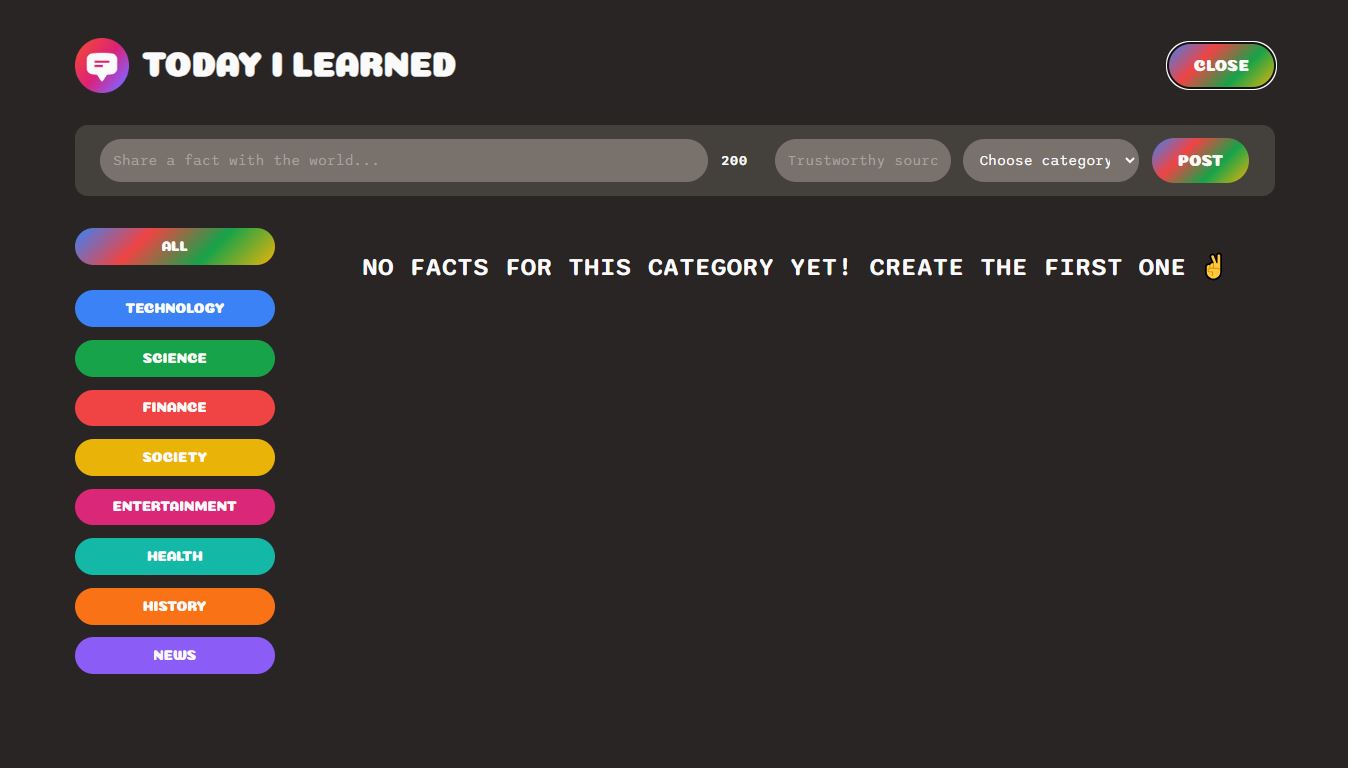 TODAY I LEARNED
CLOSE
Share a fact with the world...
200
Trustworthy sourc
Choose category
POST
ALL
NO FACTS FOR THIS CATEGORY YET! CREATE THE FIRST ONE ✌️
TECHNOLOGY
SCIENCE
FINANCE
SOCIETY
ENTERTAINMENT
HEALTH
HISTORY
NEWS